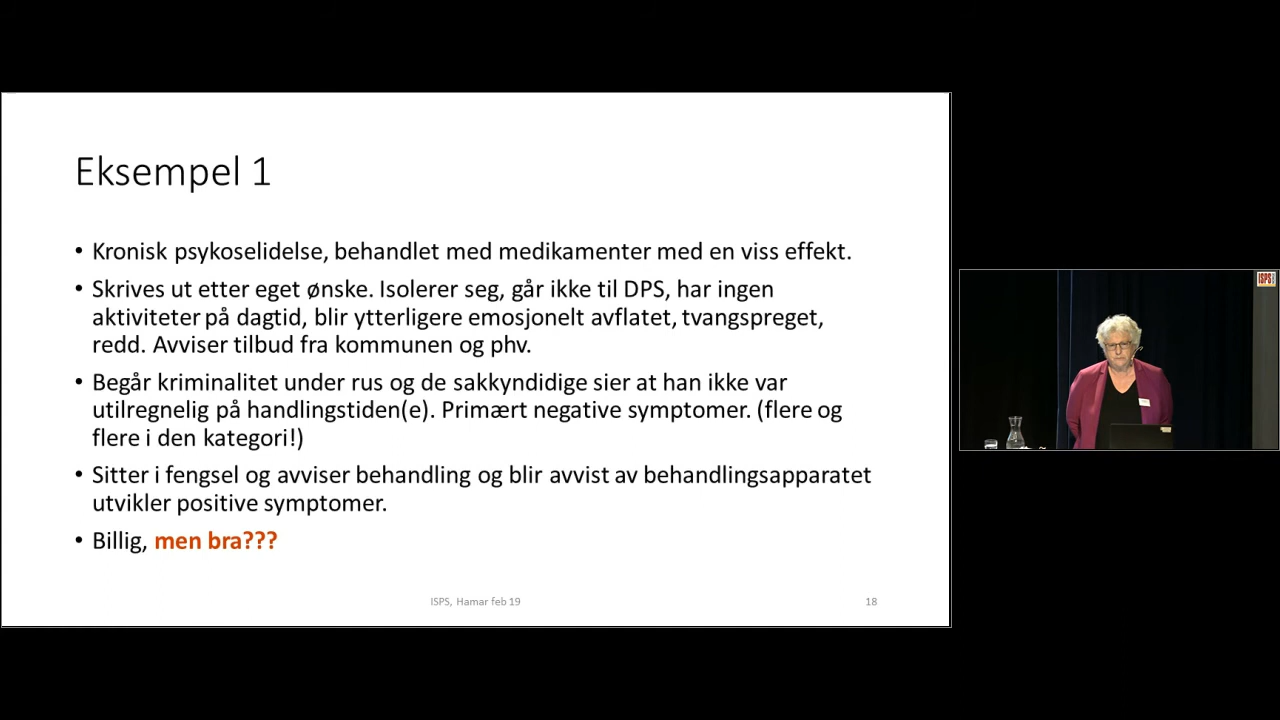 Eksempel 1
• Kronisk psykoselidelse, behandlet med medikamenter med en viss effekt.
• Skrives ut etter eget ønske. Isolerer seg, går ikke til DPS, har ingen
aktiviteter på dagtid, blir ytterligere emosjonelt avflatet, tvangspreget,
redd. Avviser tilbud fra kommunen og phv.
• Begår kriminalitet under rus og de sakkyndidige sier at han ikke var
utilregnelig på handlingstiden(e). Primært negative symptomer. (flere og
flere i den kategori!)
• Sitter i fengsel og avviser behandling og blir avvist av behandlingsapparatet
utvikler positive symptomer.
• Billig, men bra???
ISPS, Hamar feb 19
18
ISPS